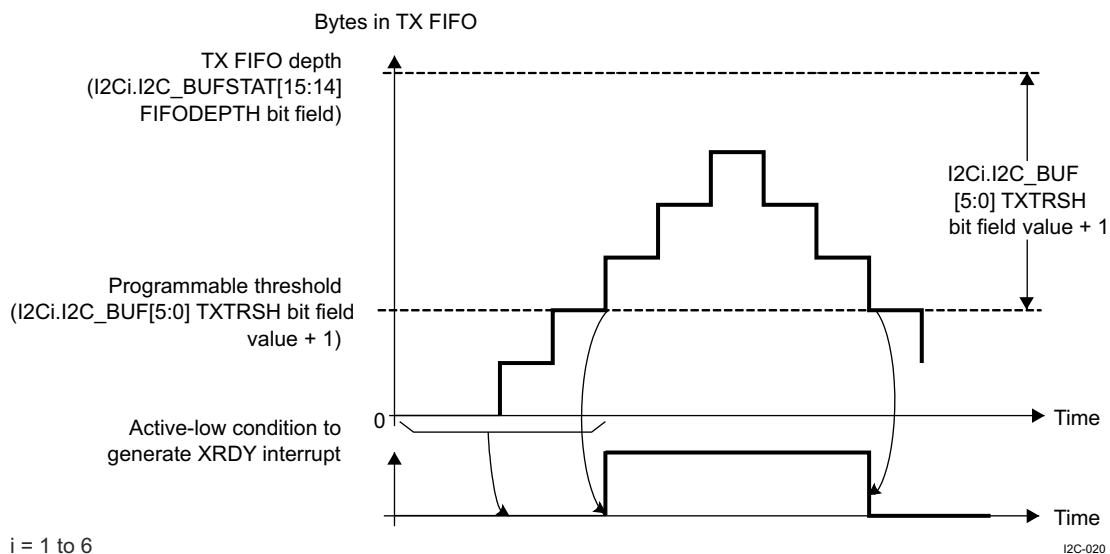 Bytes in TX FIFO
TX FIFO depth
(I2Ci.I2C_BUFSTAT[15:14]
FIFODEPTH bit field)
I2Ci.I2C_BUF
[5:0] TXTRSH
bit field value + 1
Programmable threshold
(I2Ci.I2C_BUF[5:0] TXTRSH bit field
value + 1)
0
Time
Active-low condition to
generate XRDY interrupt
Time
i = 1 to 6
I2C-020